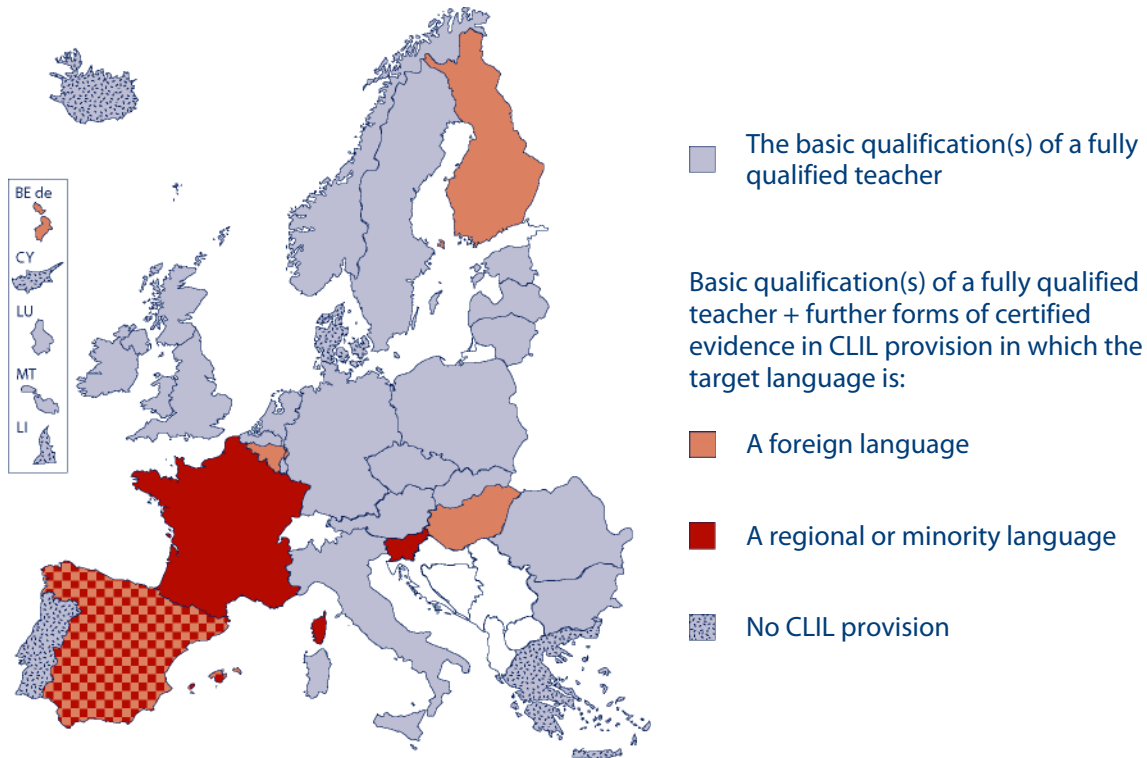 BE de
CY
LU
MT
LI
The basic qualification(s) of a fully
qualified teacher
Basic qualification(s) of a fully qualified
teacher + further forms of certified
evidence in CLIL provision in which the
target language is:
A foreign language
A regional or minority language
No CLIL provision